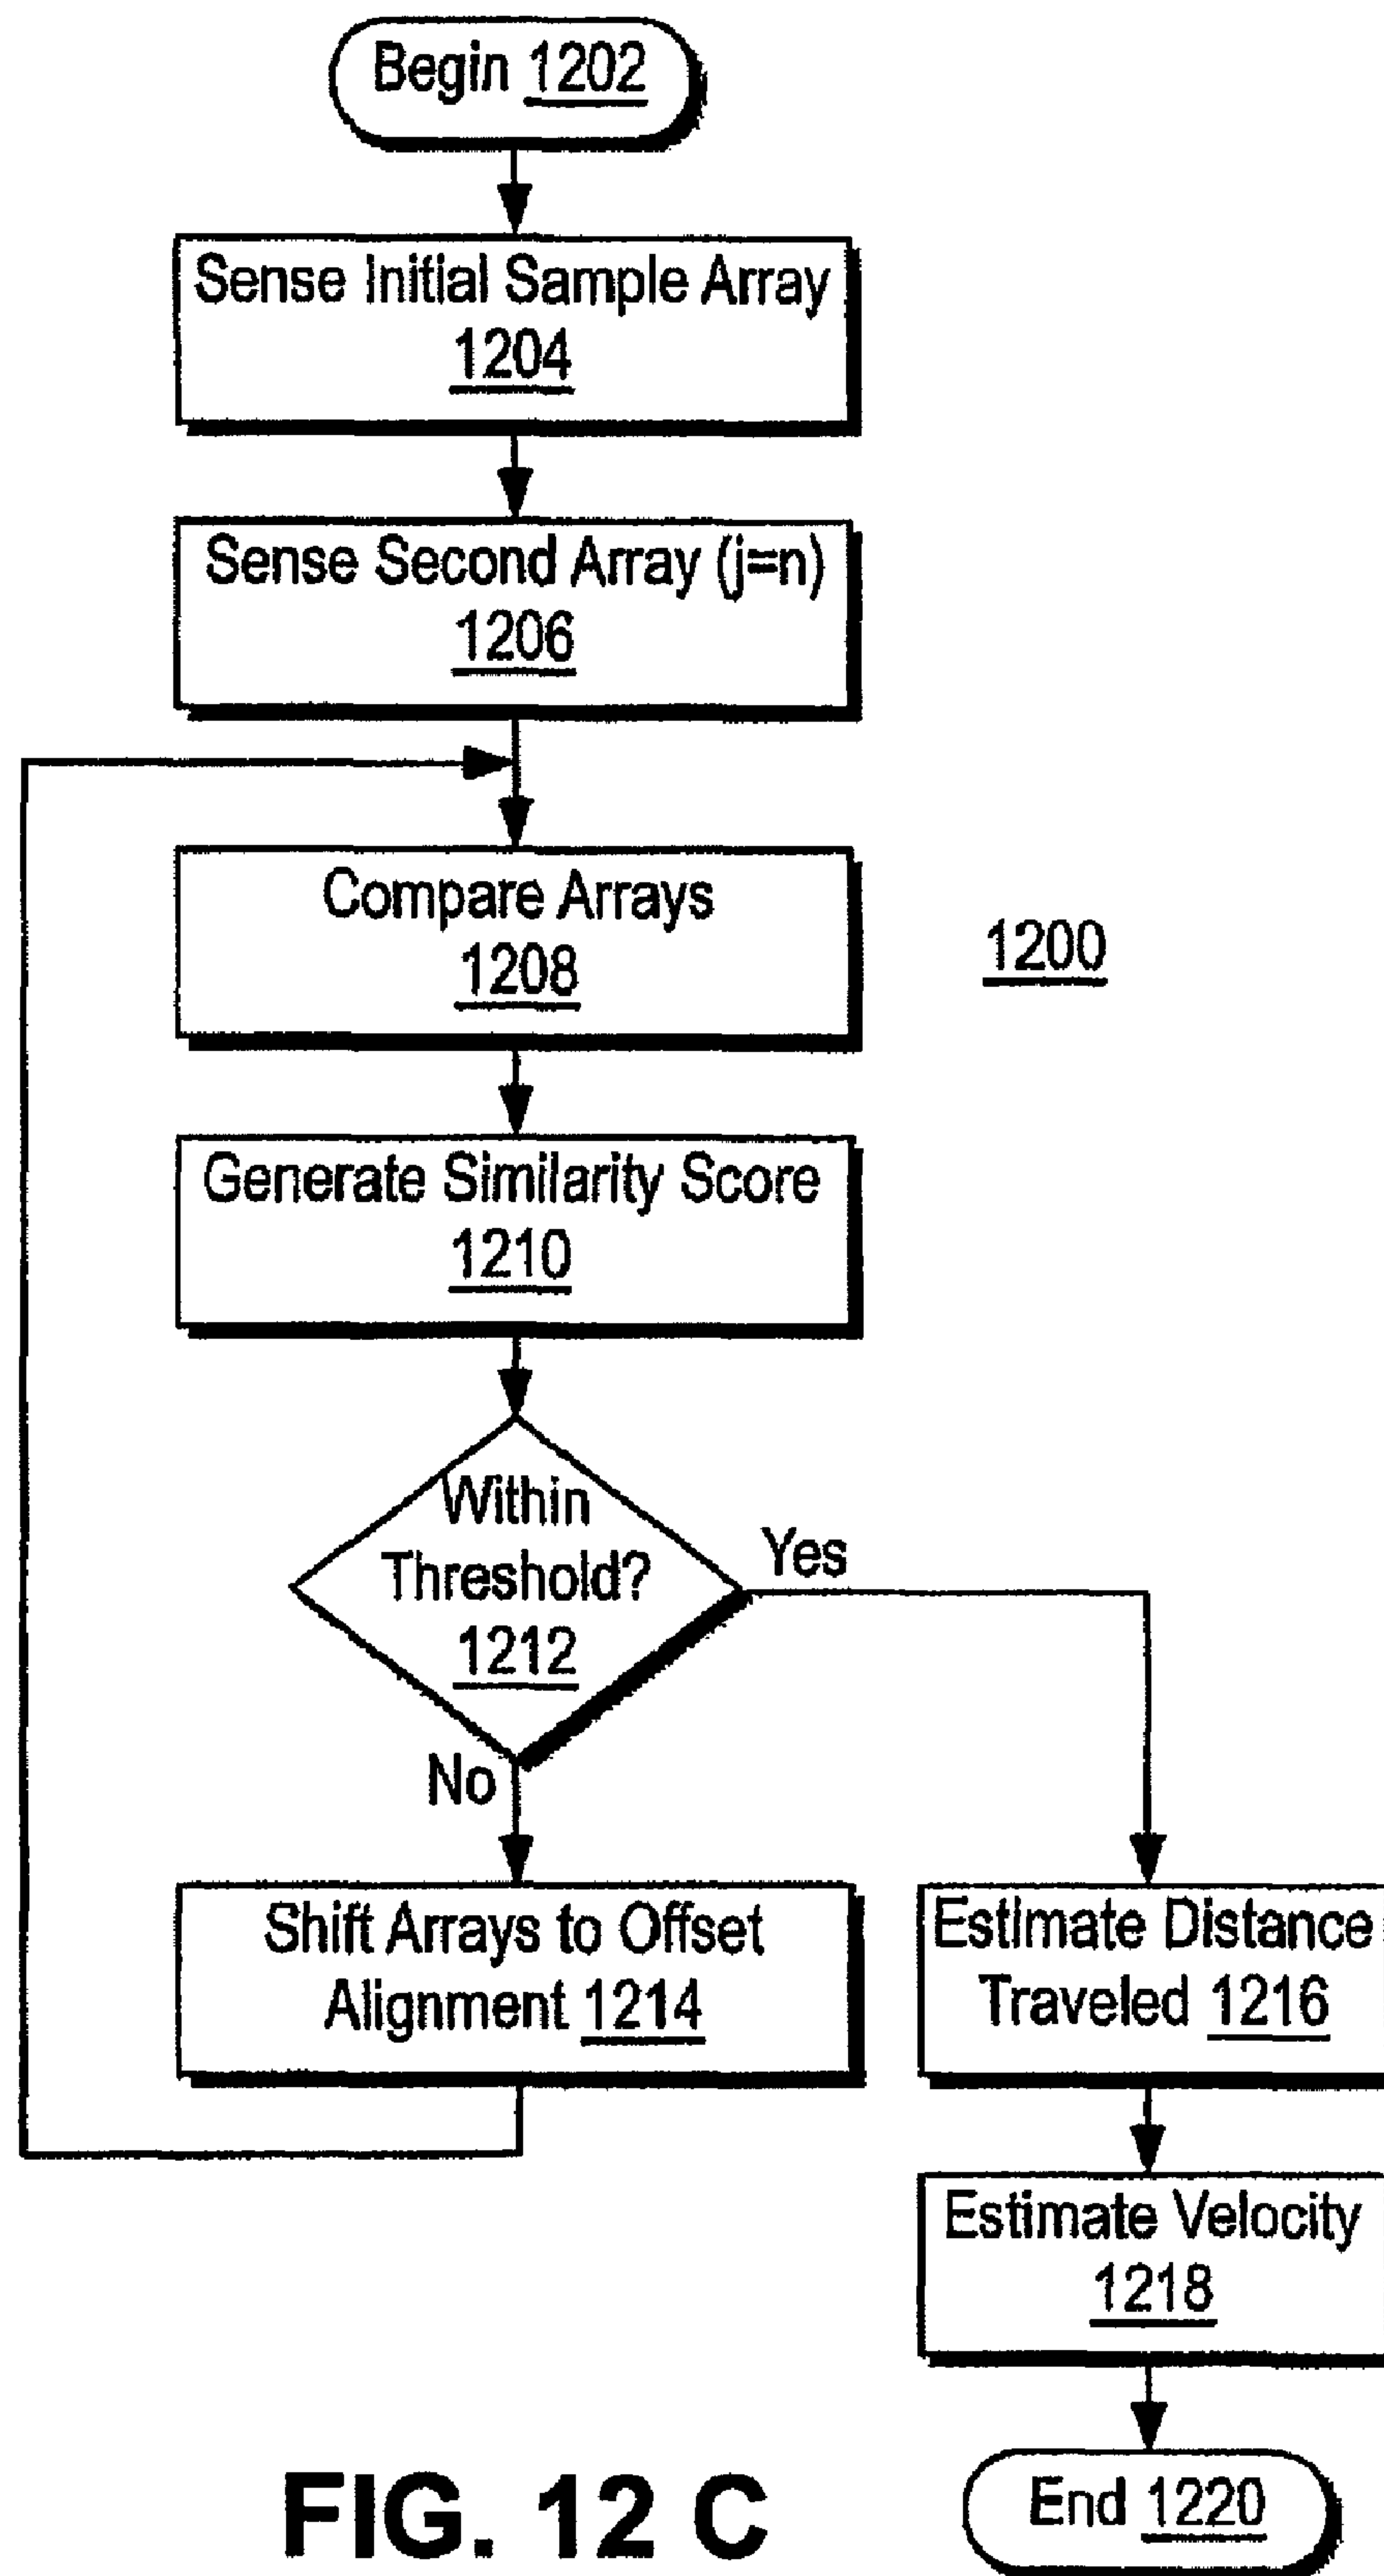 Begin 1202
Sense Initial Sample Array
1204
Sense Second Array (j=n)
1206
Compare Arrays
1208
1200
Generate Similarity Score
1210
Within
Threshold?
1212
Yes
No
Shift Arrays to Offset
Alignment 1214
Estimate Distance
Traveled 1216
Estimate Velocity
1218
End 1220
FIG. 12 C